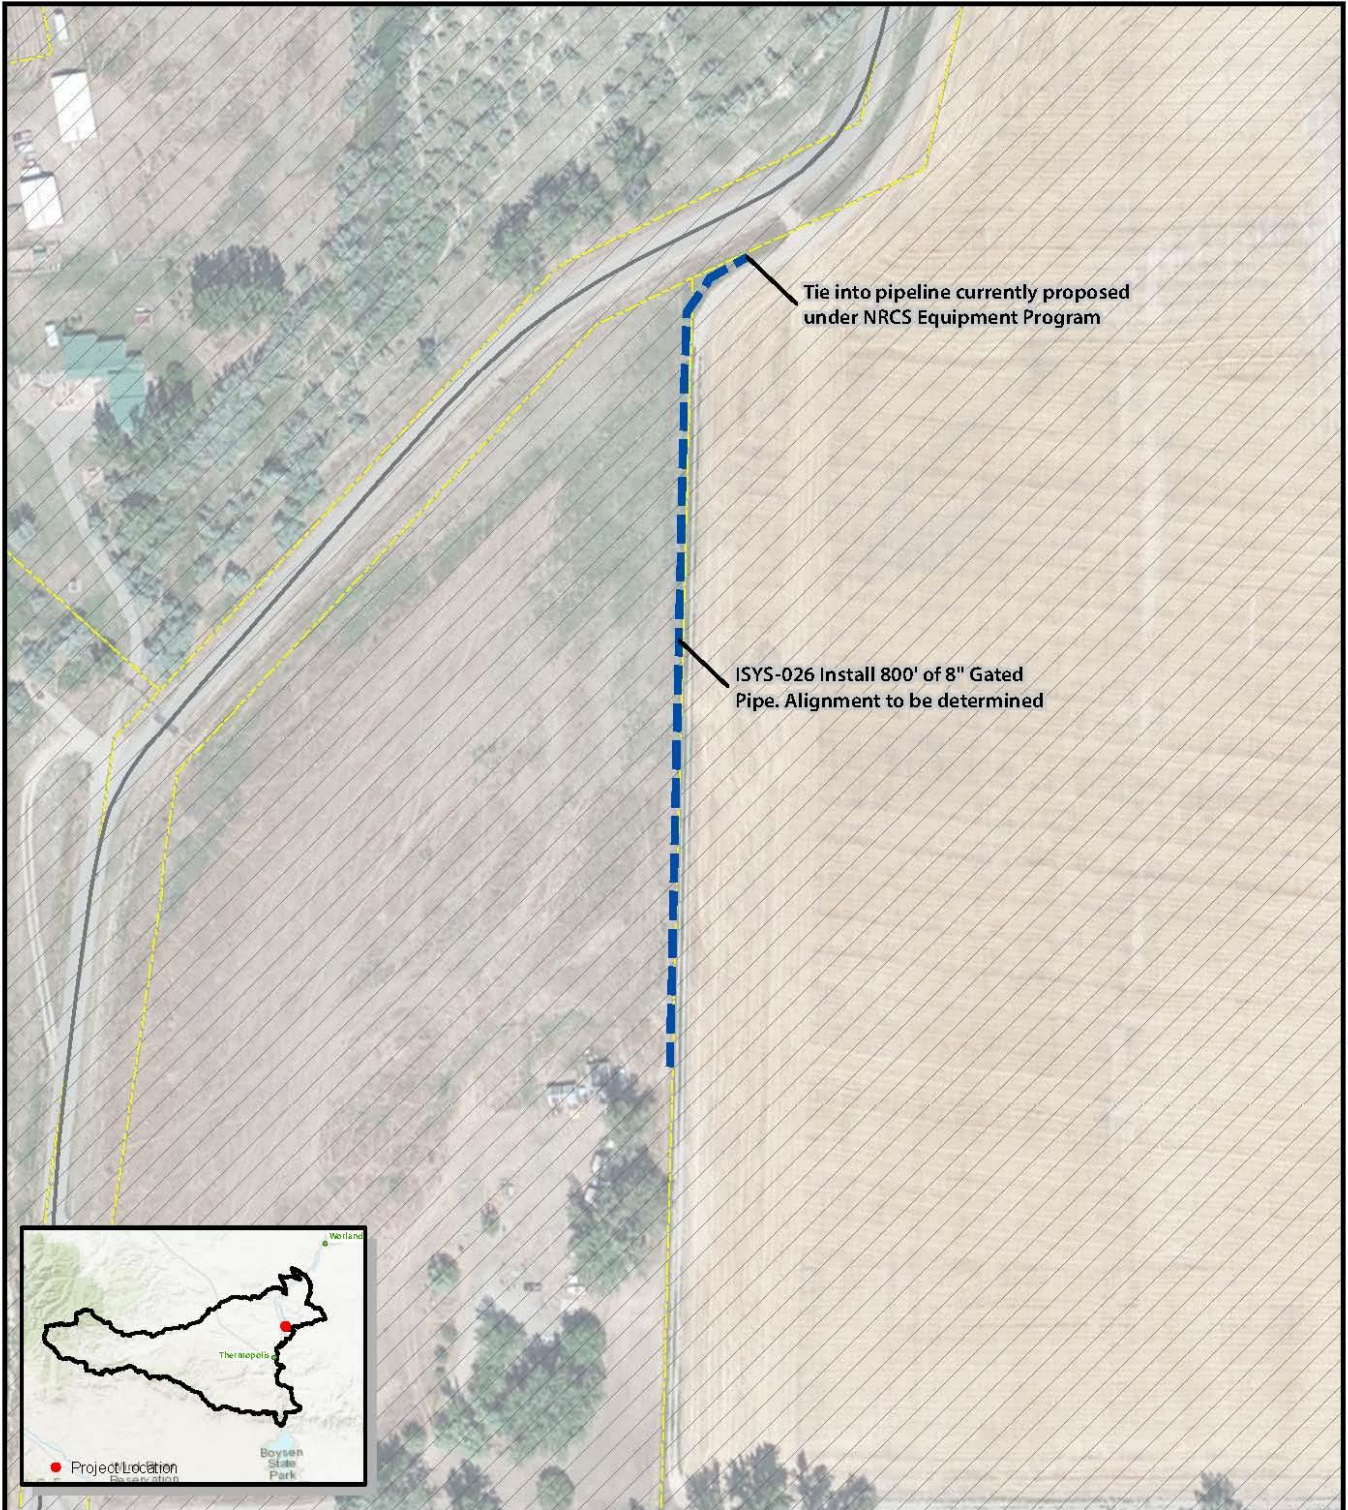 Tie into pipeline currently proposed
under NRCS Equipment Program
ISYS-026 Install 800' of 8" Gated
Pipe. Alignment to be determined
Worland
Thermopolis
Boysen
State
Park
Project Location
Reservation